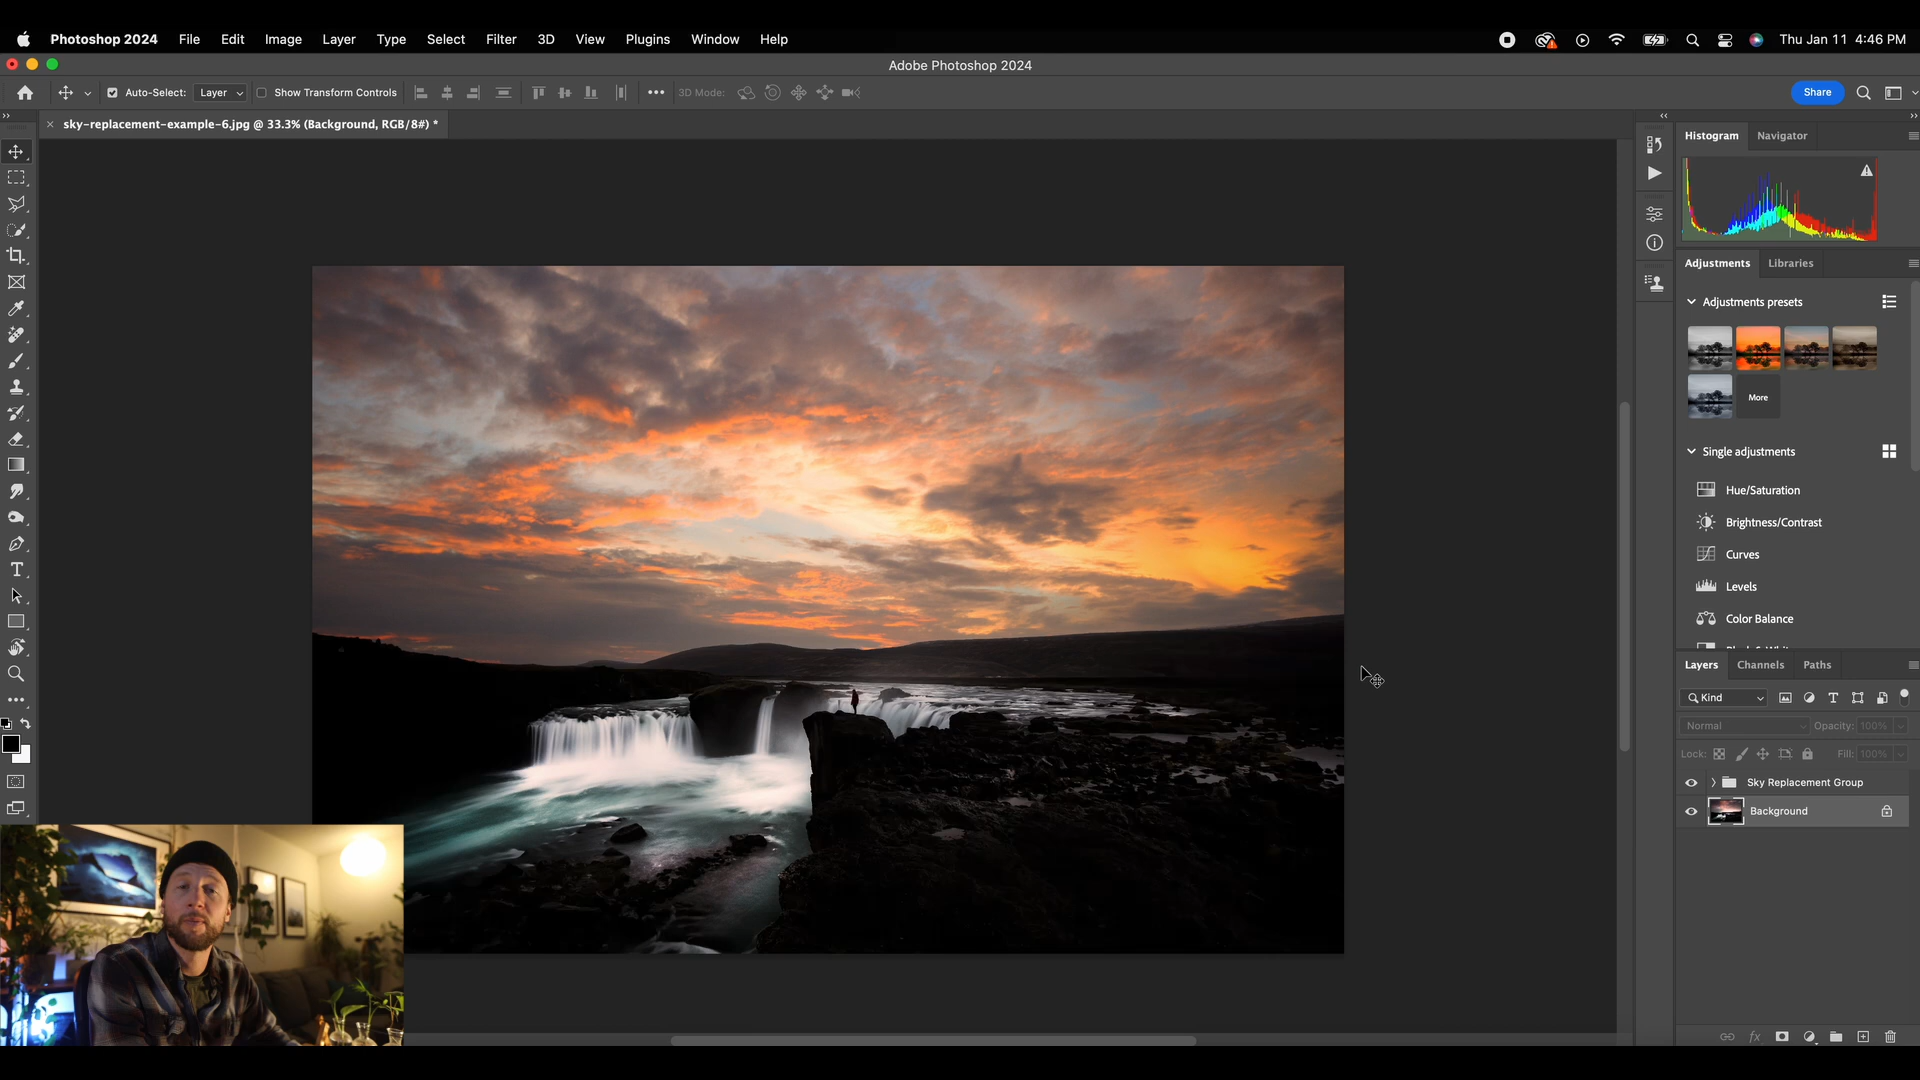 Photoshop 2024 File Edit Image Layer Type Select Filter 3D View Plugins Window Help Thu Jan 11 4:46 PM
Adobe Photoshop 2024
Auto-Select: Layer Show Transform Controls 3D Mode: Share
sky-replacement-example-6.jpg @ 33.3% (Background, RGB/8#) *
Histogram Navigator
Adjustments Libraries
Adjustments presets
More
Single adjustments
Hue/Saturation
Brightness/Contrast
Curves
Levels
Color Balance
Layers Channels Paths
Kind
Normal Opacity: 100%
Lock: Fill: 100%
Sky Replacement Group
Background
fx